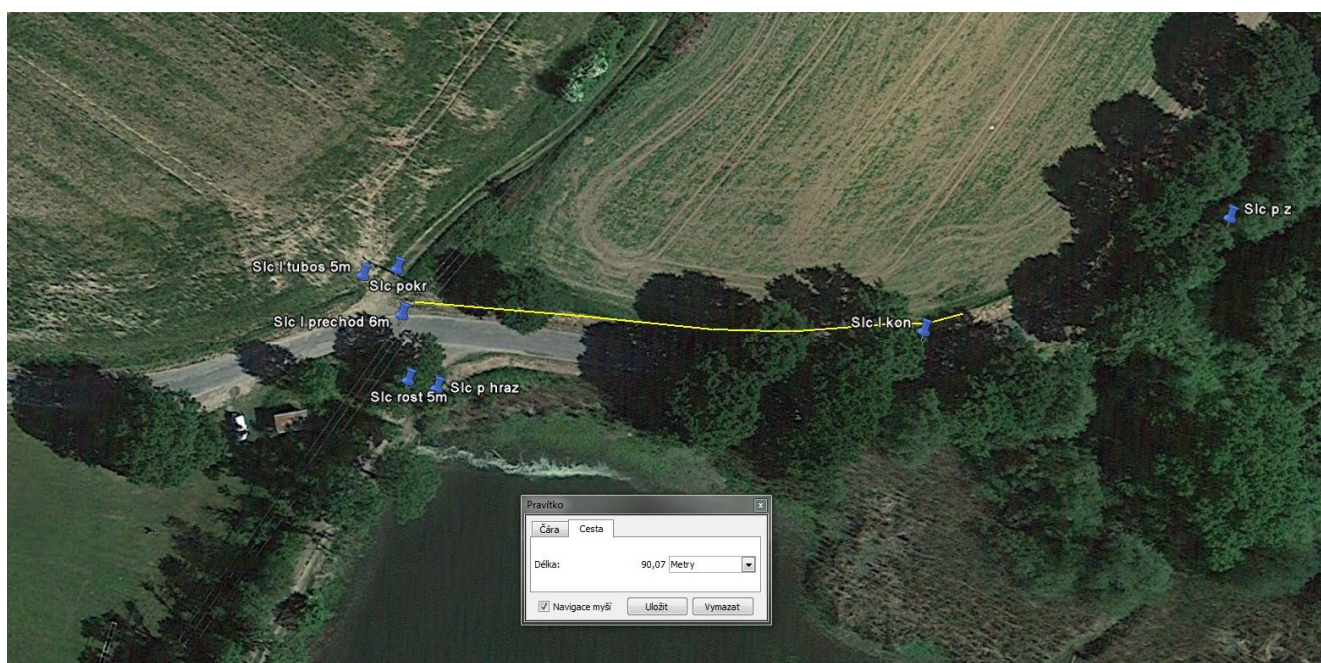 Slc p z
Slc l tubos 5m
Slc pokr
Slc l prechod 6m
Slc l-kon
Slc p hraz
Slc rost 5m
Pravítko
x
Čára
Cesta
Délka:
90,07
Metry
Navigace myší
Uložit
Vymazat